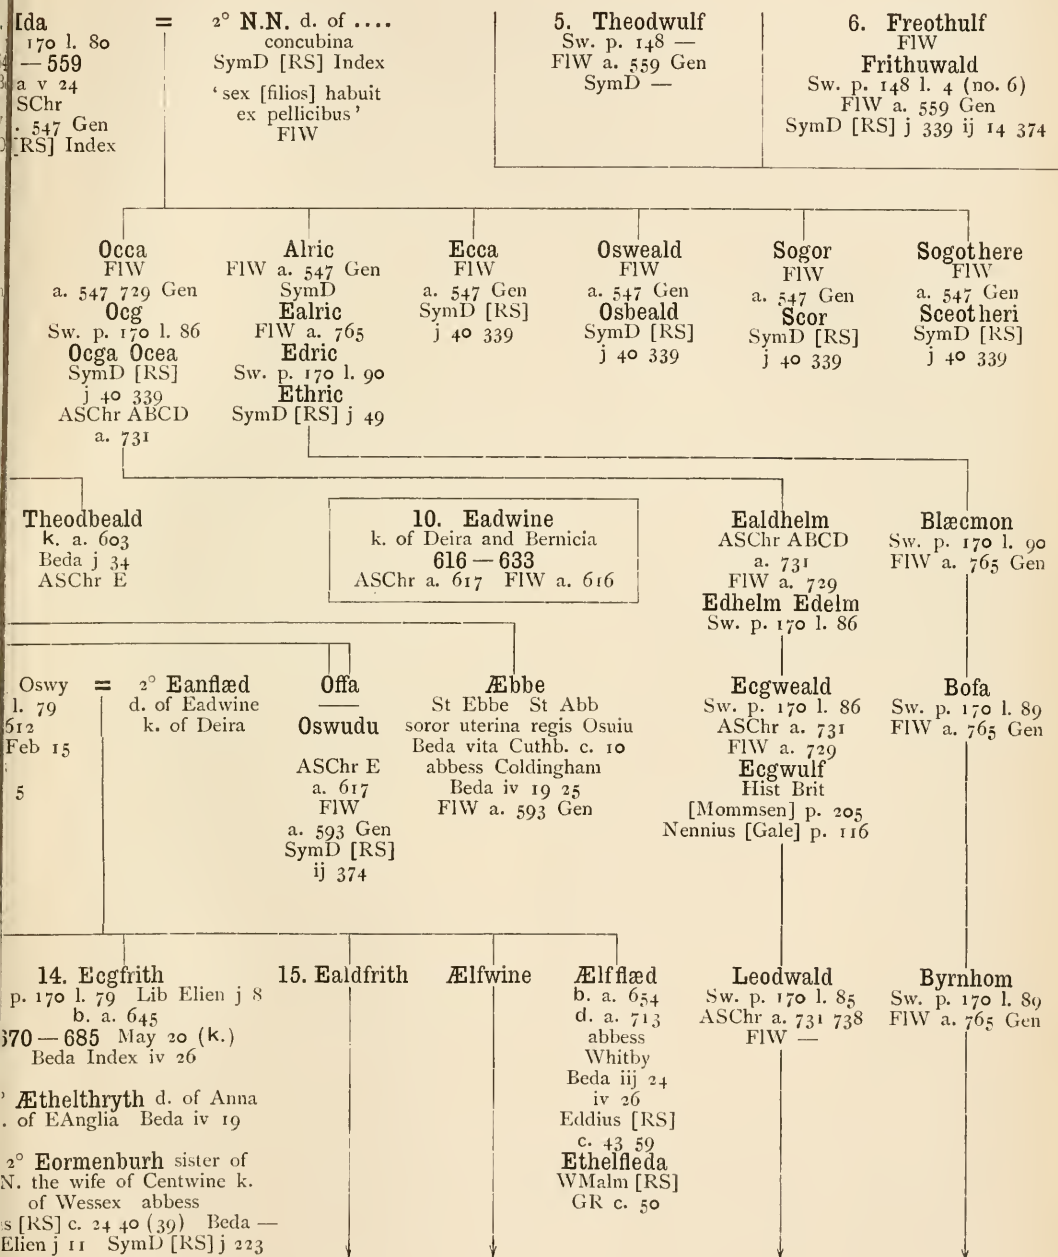 Ida
170 l. 80
— 559
a v 24
SChr
. 547 Gen
[RS] Index
=
2° N.N. d. of ....
concubina
SymD [RS] Index
‘ sex [filios] habuit
ex pellicibus ’
FlW
5. Theodwulf
Sw. p. 148 —
FlW a. 559 Gen
SymD —
6. Freothulf
FlW
Frithuwald
Sw. p. 148 l. 4 (no. 6)
FlW a. 559 Gen
SymD [RS] j 339 ij 14 374
Occa
FlW
a. 547 729 Gen
Ocg
Sw. p. 170 l. 86
Ocga Ocea
SymD [RS]
j 40 339
ASChr ABCD
a. 731
Alric
FlW a. 547 Gen
SymD
Ealric
FlW a. 765
Edric
Sw. p. 170 l. 90
Ethric
SymD [RS] j 49
Ecca
FlW
a. 547 Gen
SymD [RS]
j 40 339
Osweald
FlW
a. 547 Gen
Osbeald
SymD [RS]
j 40 339
Sogor
FlW
a. 547 Gen
Scor
SymD [RS]
j 40 339
Sogothere
FlW
a. 547 Gen
Sceotheri
SymD [RS]
j 40 339
Theodbeald
k. a. 603
Beda j 34
ASChr E
10. Eadwine
k. of Deira and Bernicia
616 — 633
ASChr a. 617 FlW a. 616
Ealdhelm
ASChr ABCD
a. 731
FlW a. 729
Edhelm Edelm
Sw. p. 170 l. 86
Blæcmon
Sw. p. 170 l. 90
FlW a. 765 Gen
Oswy
l. 79
612
Feb 15
5
=
2° Eanflæd
d. of Eadwine
k. of Deira
Offa
Oswudu
ASChr E
a. 617
FlW
a. 593 Gen
SymD [RS]
ij 374
Æbbe
St Ebbe St Abb
soror uterina regis Osuiu
Beda vita Cuthb. c. 10
abbess Coldingham
Beda iv 19 25
FlW a. 593 Gen
Ecgweald
Sw. p. 170 l. 86
ASChr a. 731
FlW a. 729
Ecgwulf
Hist Brit
[Mommsen] p. 205
Nennius [Gale] p. 116
Bofa
Sw. p. 170 l. 89
FlW a. 765 Gen
14. Ecgfrith
p. 170 l. 79 Lib Elien j 8
b. a. 645
670 — 685 May 20 (k.)
Beda Index iv 26
Æthelthryth d. of Anna
. of EAnglia Beda iv 19
2° Eormenburh sister of
N. the wife of Centwine k.
of Wessex abbess
s [RS] c. 24 40 (39) Beda —
Elien j 11 SymD [RS] j 223
15. Ealdfrith
Ælfwine
Ælfflæd
b. a. 654
d. a. 713
abbess
Whitby
Beda iij 24
iv 26
Eddius [RS]
c. 43 59
Ethelfleda
WMalm [RS]
GR c. 50
Leodwald
Sw. p. 170 l. 85
ASChr a. 731 738
FlW —
Byrnhom
Sw. p. 170 l. 89
FlW a. 765 Gen